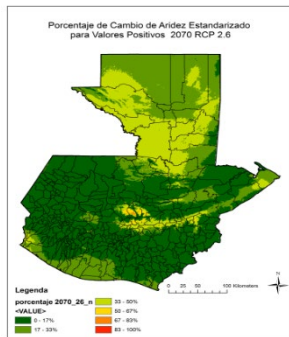 Porcentaje de Cambio de Aridez Estandarizado
para Valores Positivos 2070 RCP 2.6
Legenda
porcentaje 2070_26_n
<VALUE>
0 - 17%
17 - 33%
33 - 50%
50 - 67%
67 - 83%
83 - 100%
0 25 50 100 Kilometers
N